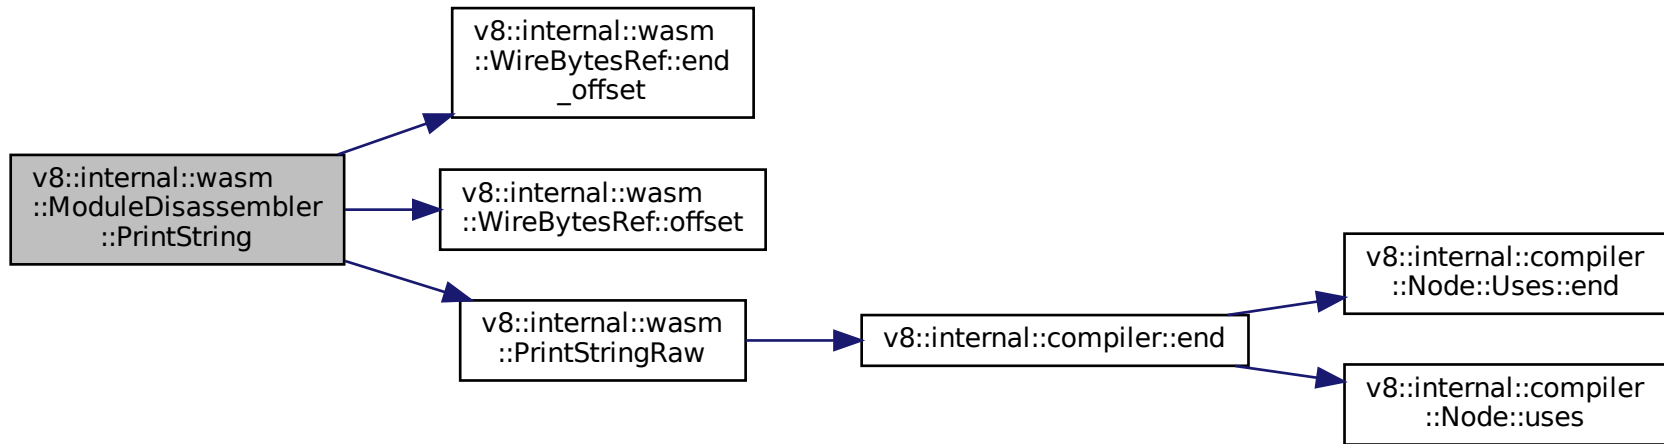 v8::internal::wasm
::WireBytesRef::end
_offset
v8::internal::wasm
::ModuleDisassembler
::PrintString
v8::internal::wasm
::WireBytesRef::offset
v8::internal::wasm
::PrintStringRaw
v8::internal::compiler::end
v8::internal::compiler
::Node::Uses::end
v8::internal::compiler
::Node::uses